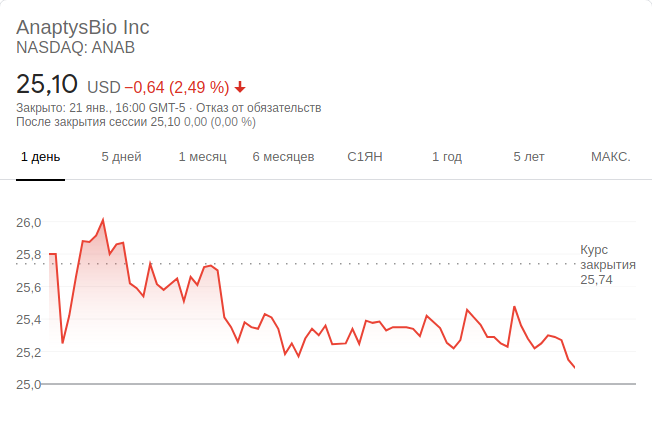 AnaptysBio Inc
NASDAQ: ANAB
25,10 USD −0,64 (2,49 %)
Закрыто: 21 янв., 16:00 GMT-5 · Отказ от обязательств
После закрытия сессии 25,10 0,00 (0,00 %)
1 день 5 дней 1 месяц 6 месяцев С1ЯН 1 год 5 лет МАКС.
26,0
25,8
25,6
25,4
25,2
25,0
Курс
закрытия
25,74